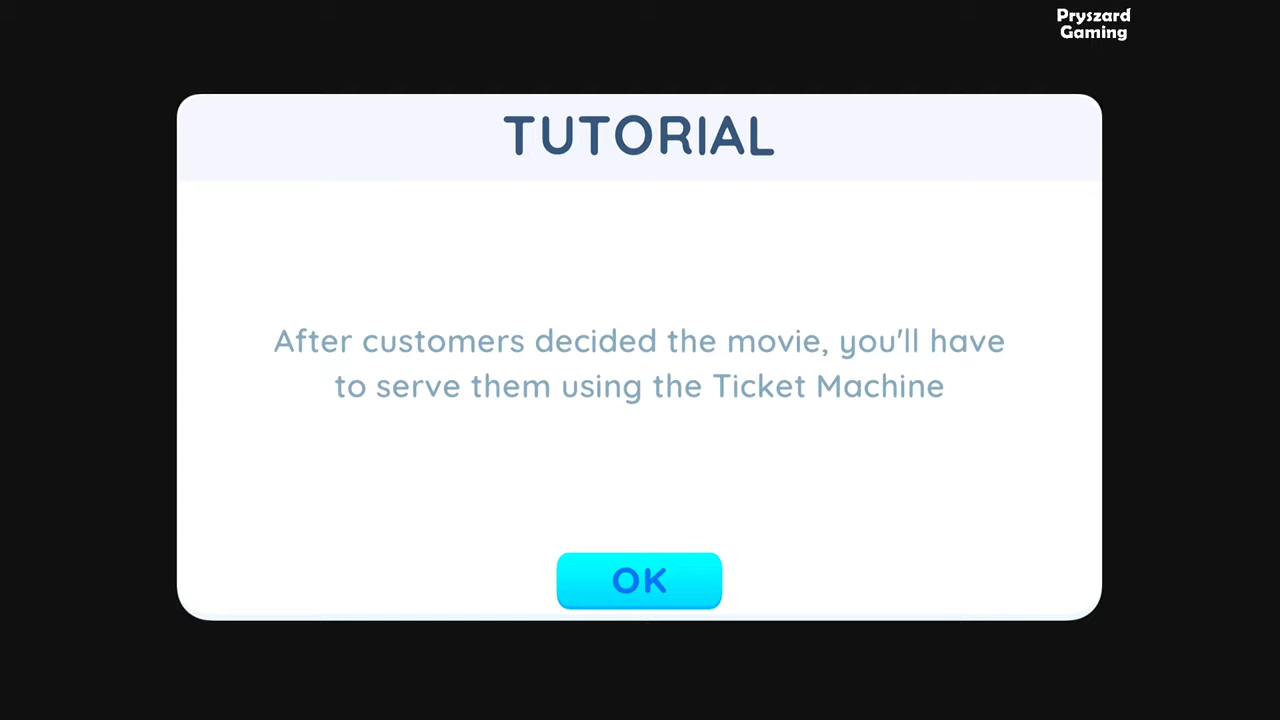 Pryszard
Gaming
TUTORIAL
After customers decided the movie, you'll have
to serve them using the Ticket Machine
OK